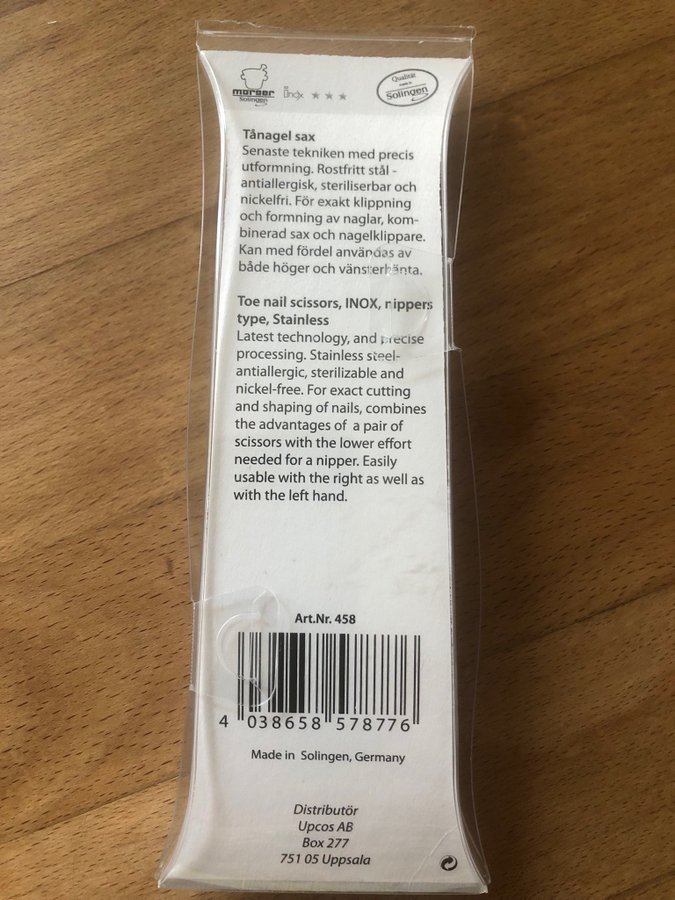 morser
Solingen
Inox
Qualität
made in
Solingen
Tånagel sax
Senaste tekniken med precis
utformning. Rostfritt stål -
antiallergisk, steriliserbar och
nickelfri. För exakt klippning
och formning av naglar, kom-
binerad sax och nagelklippare.
Kan med fördel användas av
både höger och vänsterhänta.
Toe nail scissors, INOX, nippers
type, Stainless
Latest technology, and precise
processing. Stainless steel-
antiallergic, sterilizable and
nickel-free. For exact cutting
and shaping of nails, combines
the advantages of a pair of
scissors with the lower effort
needed for a nipper. Easily
usable with the right as well as
with the left hand.
Art.Nr. 458
4 038658 578776
Made in Solingen, Germany
Distributör
Upcos AB
Box 277
751 05 Uppsala